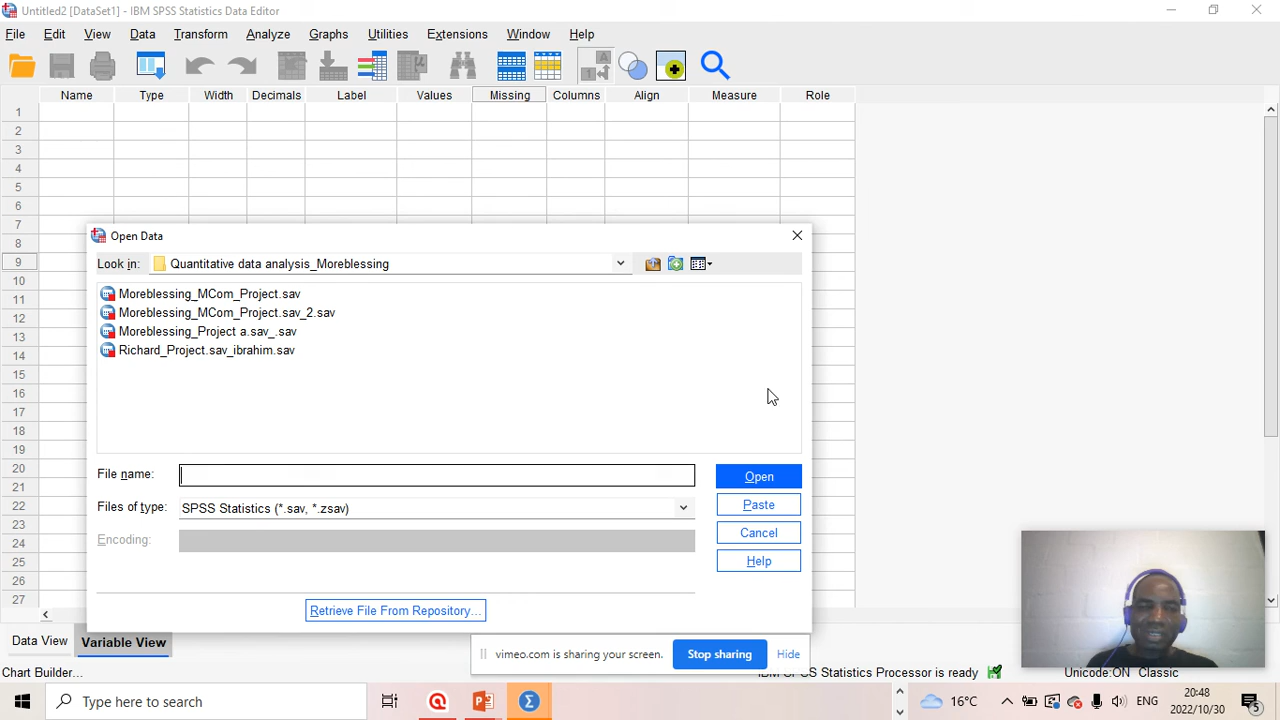 Untitled2 [DataSet1] - IBM SPSS Statistics Data Editor
File Edit View Data Transform Analyze Graphs Utilities Extensions Window Help
Name Type Width Decimals Label Values Missing Columns Align Measure Role
1
2
3
4
5
6
7
8
9
10
11
12
13
14
15
16
17
18
19
20
21
22
23
24
25
26
27
Open Data
Look in: Quantitative data analysis_Moreblessing
Moreblessing_MCom_Project.sav
Moreblessing_MCom_Project.sav_2.sav
Moreblessing_Project a.sav_.sav
Richard_Project.sav_ibrahim.sav
File name: Open
Files of type: SPSS Statistics (*.sav, *.zsav) Paste
Encoding: Cancel
Help
Retrieve File From Repository...
Data View Variable View
vimeo.com is sharing your screen. Stop sharing Hide
Chart Builder... IBM SPSS Statistics Processor is ready Unicode:ON Classic
Type here to search 16°C ENG 20:48
2022/10/30 5